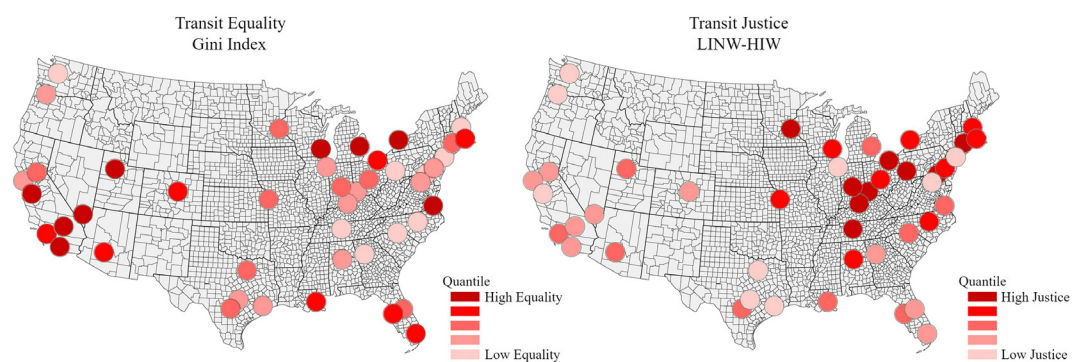 Transit Equality
Gini Index
Quantile
High Equality
Low Equality
Transit Justice
LINW-HIW
Quantile
High Justice
Low Justice